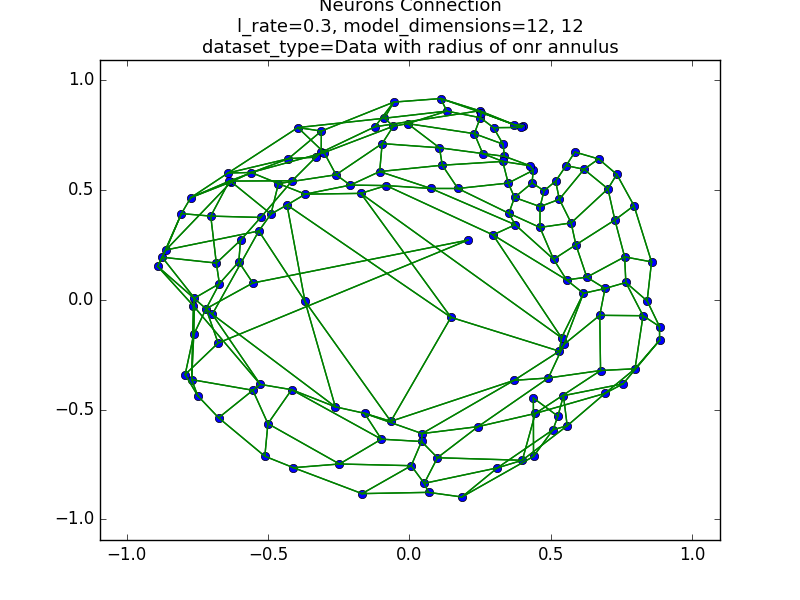 Neurons Connection
l_rate=0.3, model_dimensions=12, 12
dataset_type=Data with radius of onr annulus
1.0
0.5
0.0
−0.5
−1.0
−1.0 −0.5 0.0 0.5 1.0